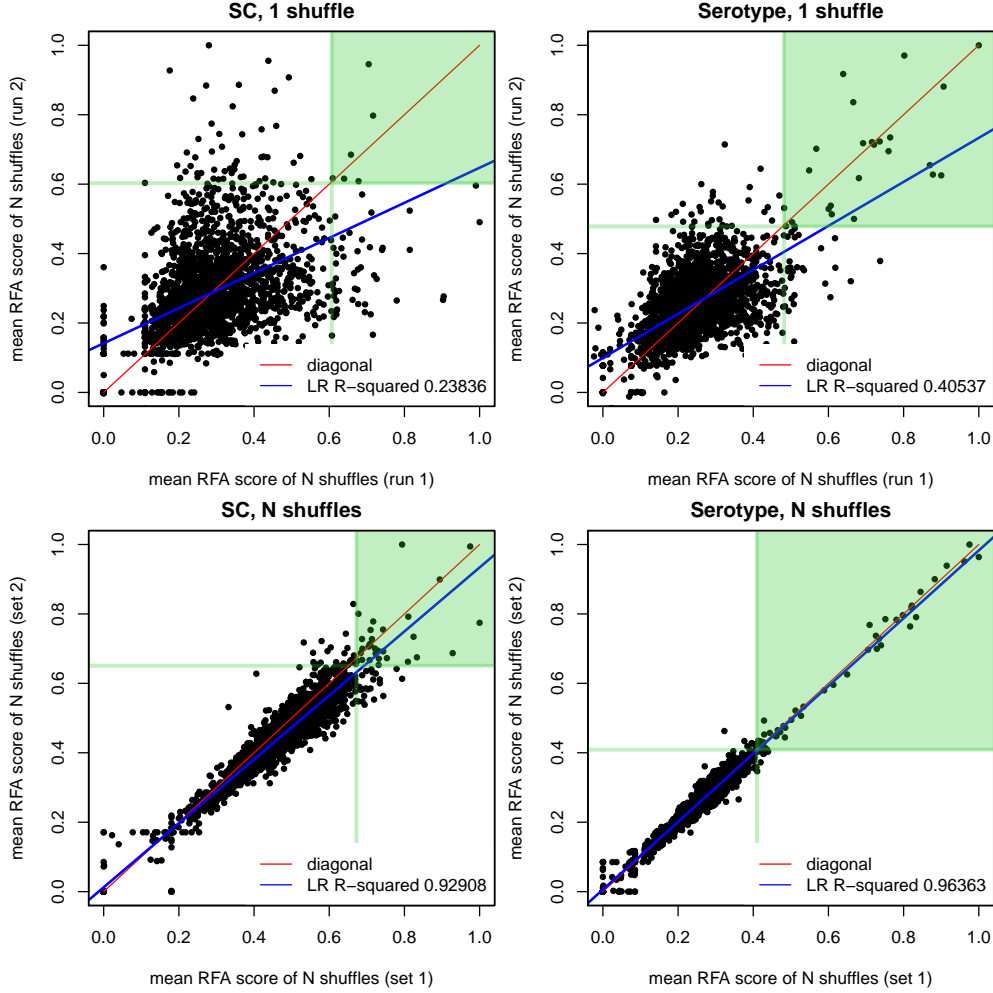 SC, 1 shuffle
mean RFA score of N shuffles (run 2)
1.0
0.8
0.6
0.4
0.2
0.0
diagonal
LR R−squared 0.23836
0.0 0.2 0.4 0.6 0.8 1.0
mean RFA score of N shuffles (run 1)
Serotype, 1 shuffle
mean RFA score of N shuffles (run 2)
1.0
0.8
0.6
0.4
0.2
0.0
diagonal
LR R−squared 0.40537
0.0 0.2 0.4 0.6 0.8 1.0
mean RFA score of N shuffles (run 1)
SC, N shuffles
mean RFA score of N shuffles (set 2)
1.0
0.8
0.6
0.4
0.2
0.0
diagonal
LR R−squared 0.92908
0.0 0.2 0.4 0.6 0.8 1.0
mean RFA score of N shuffles (set 1)
Serotype, N shuffles
mean RFA score of N shuffles (set 2)
1.0
0.8
0.6
0.4
0.2
0.0
diagonal
LR R−squared 0.96363
0.0 0.2 0.4 0.6 0.8 1.0
mean RFA score of N shuffles (set 1)